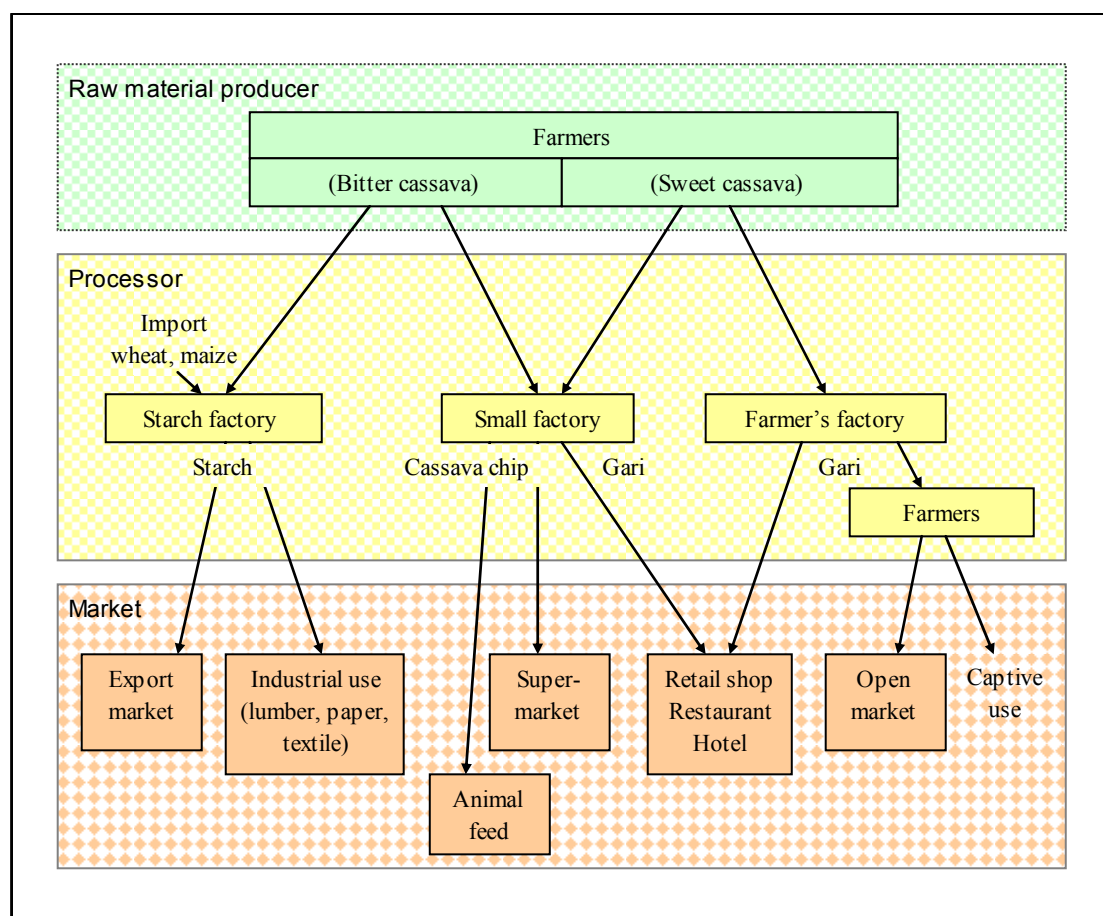 Raw material producer
Farmers
(Bitter cassava)
(Sweet cassava)
Processor
Import
wheat, maize
Starch factory
Small factory
Farmer's factory
Starch
Cassava chip
Gari
Gari
Farmers
Market
Export
market
Industrial use
(lumber, paper,
textile)
Super-
market
Retail shop
Restaurant
Hotel
Open
market
Captive
use
Animal
feed